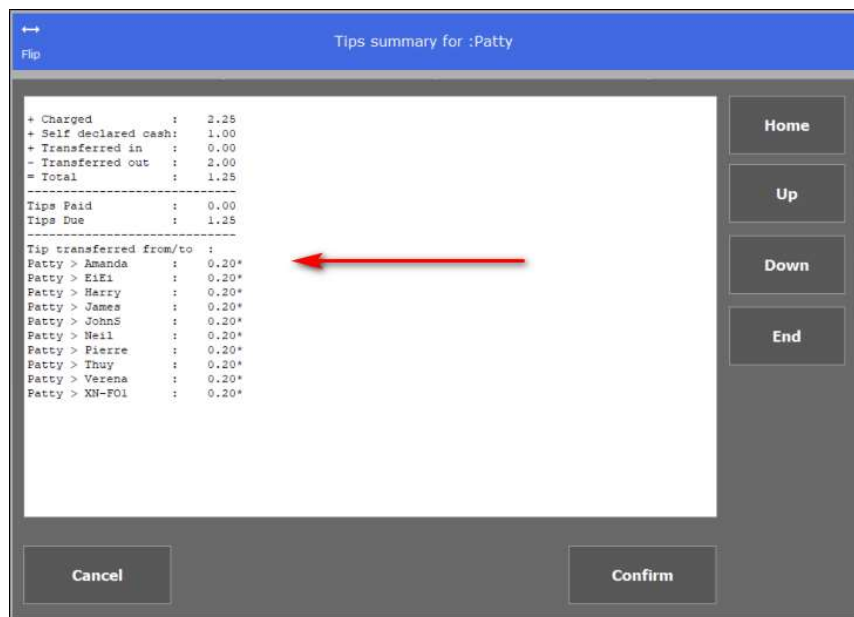 Flip
Tips summary for :Patty
+ Charged : 2.25
+ Self declared cash: 1.00
+ Transferred in : 0.00
- Transferred out : 2.00
= Total : 1.25
-----------------------------
Tips Paid : 0.00
Tips Due : 1.25
-----------------------------
Tip transferred from/to :
Patty > Amanda : 0.20*
Patty > EiEi : 0.20*
Patty > Harry : 0.20*
Patty > James : 0.20*
Patty > JohnS : 0.20*
Patty > Neil : 0.20*
Patty > Pierre : 0.20*
Patty > Thuy : 0.20*
Patty > Verena : 0.20*
Patty > XN-FO1 : 0.20*
Home
Up
Down
End
Cancel
Confirm